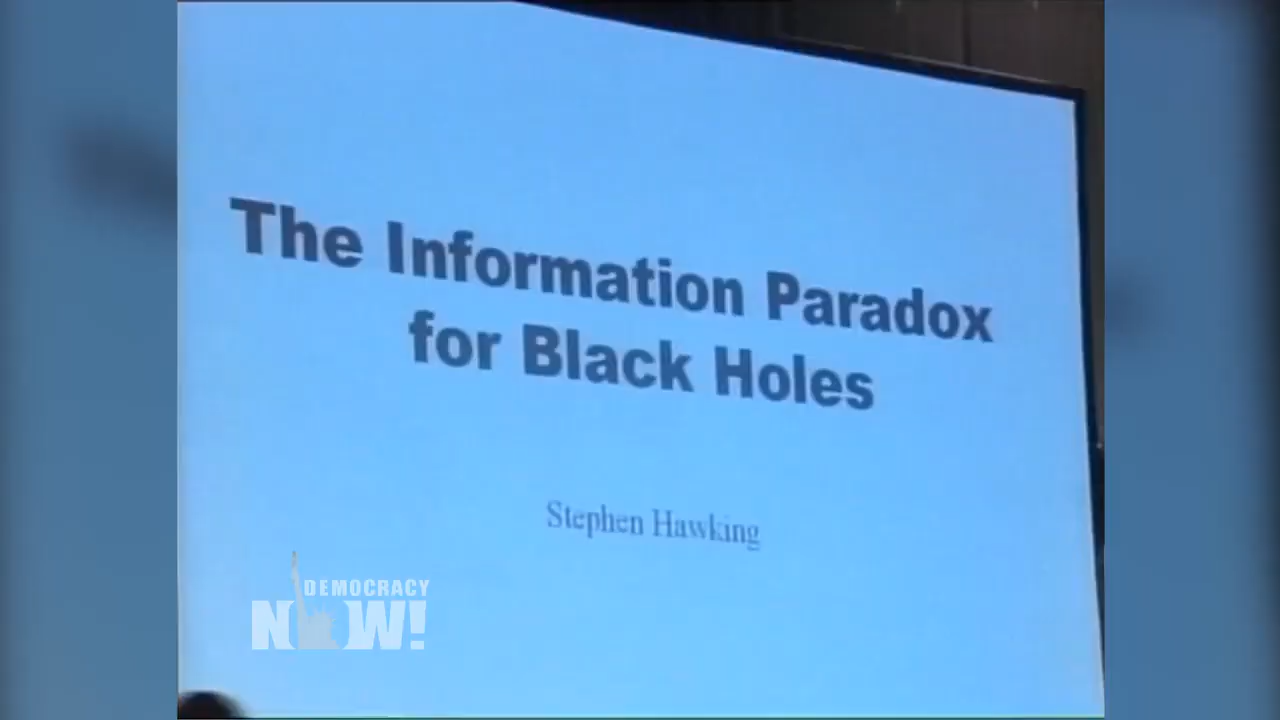 The Information Paradox
for Black Holes
Stephen Hawking
DEMOCRACY
NOW!